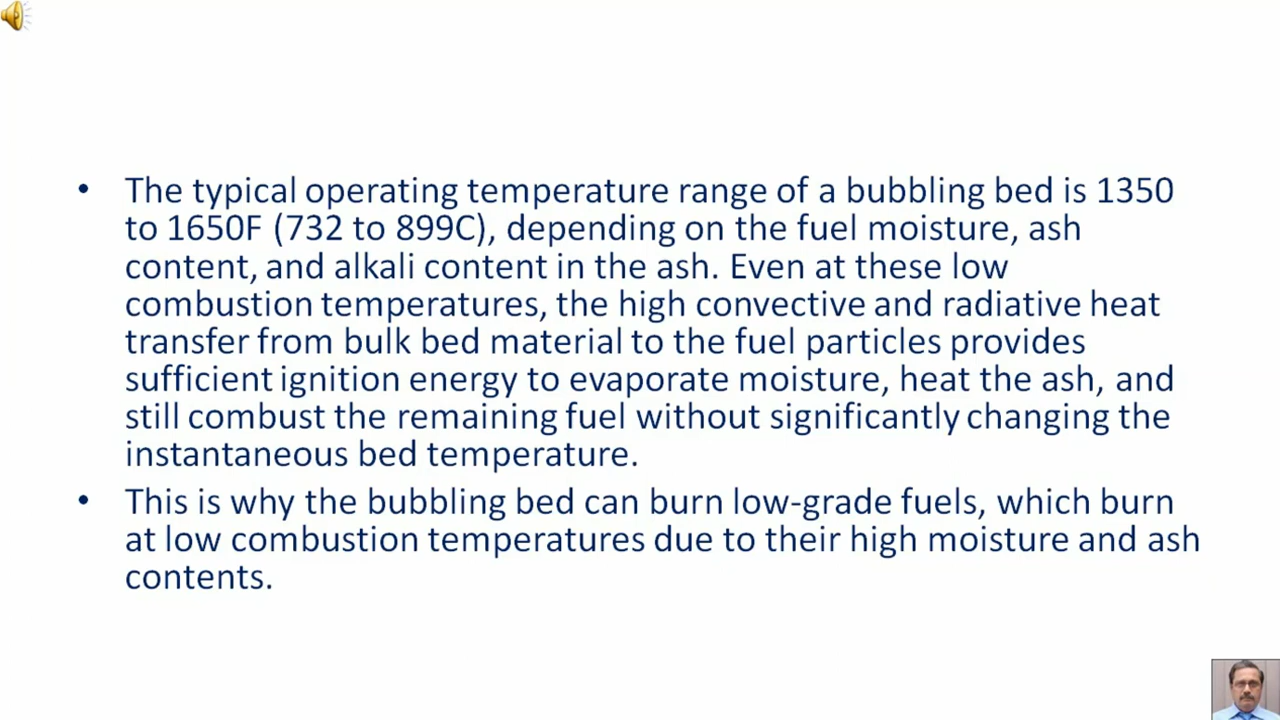 • The typical operating temperature range of a bubbling bed is 1350
to 1650F (732 to 899C), depending on the fuel moisture, ash
content, and alkali content in the ash. Even at these low
combustion temperatures, the high convective and radiative heat
transfer from bulk bed material to the fuel particles provides
sufficient ignition energy to evaporate moisture, heat the ash, and
still combust the remaining fuel without significantly changing the
instantaneous bed temperature.
• This is why the bubbling bed can burn low-grade fuels, which burn
at low combustion temperatures due to their high moisture and ash
contents.